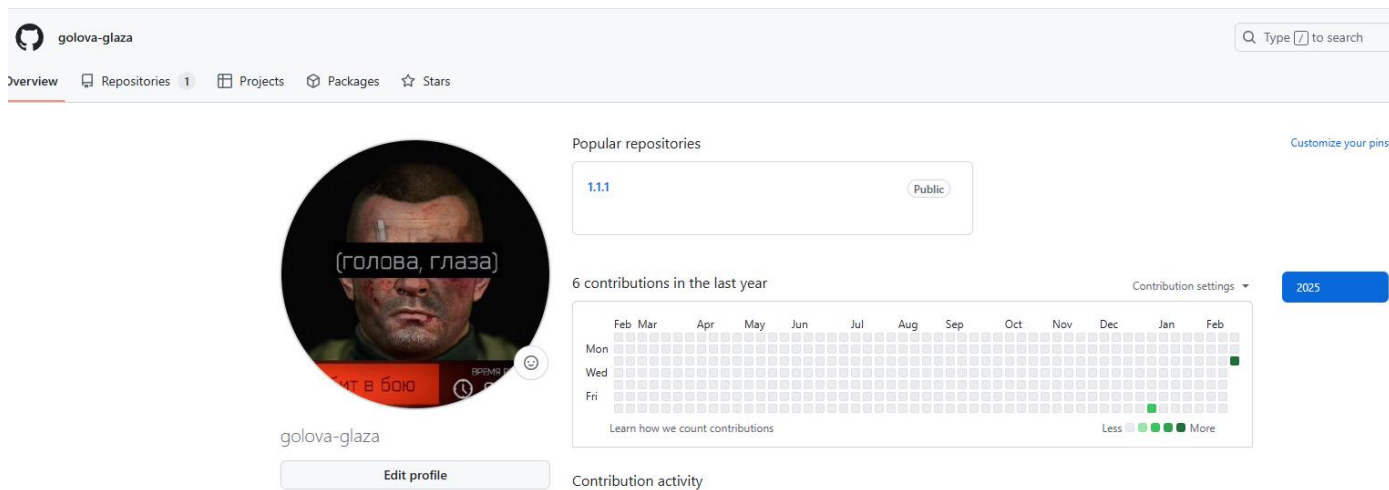 golova-glaza
Type / to search
Overview
Repositories 1
Projects
Packages
Stars
Popular repositories
Customize your pins
1.1.1
Public
(голова, глаза)
6 contributions in the last year
Contribution settings
2025
Feb Mar Apr May Jun Jul Aug Sep Oct Nov Dec Jan Feb
Mon
Wed
Fri
ВРЕМЯ
ИТ В БОЮ
Learn how we count contributions
Less More
golova-glaza
Edit profile
Contribution activity